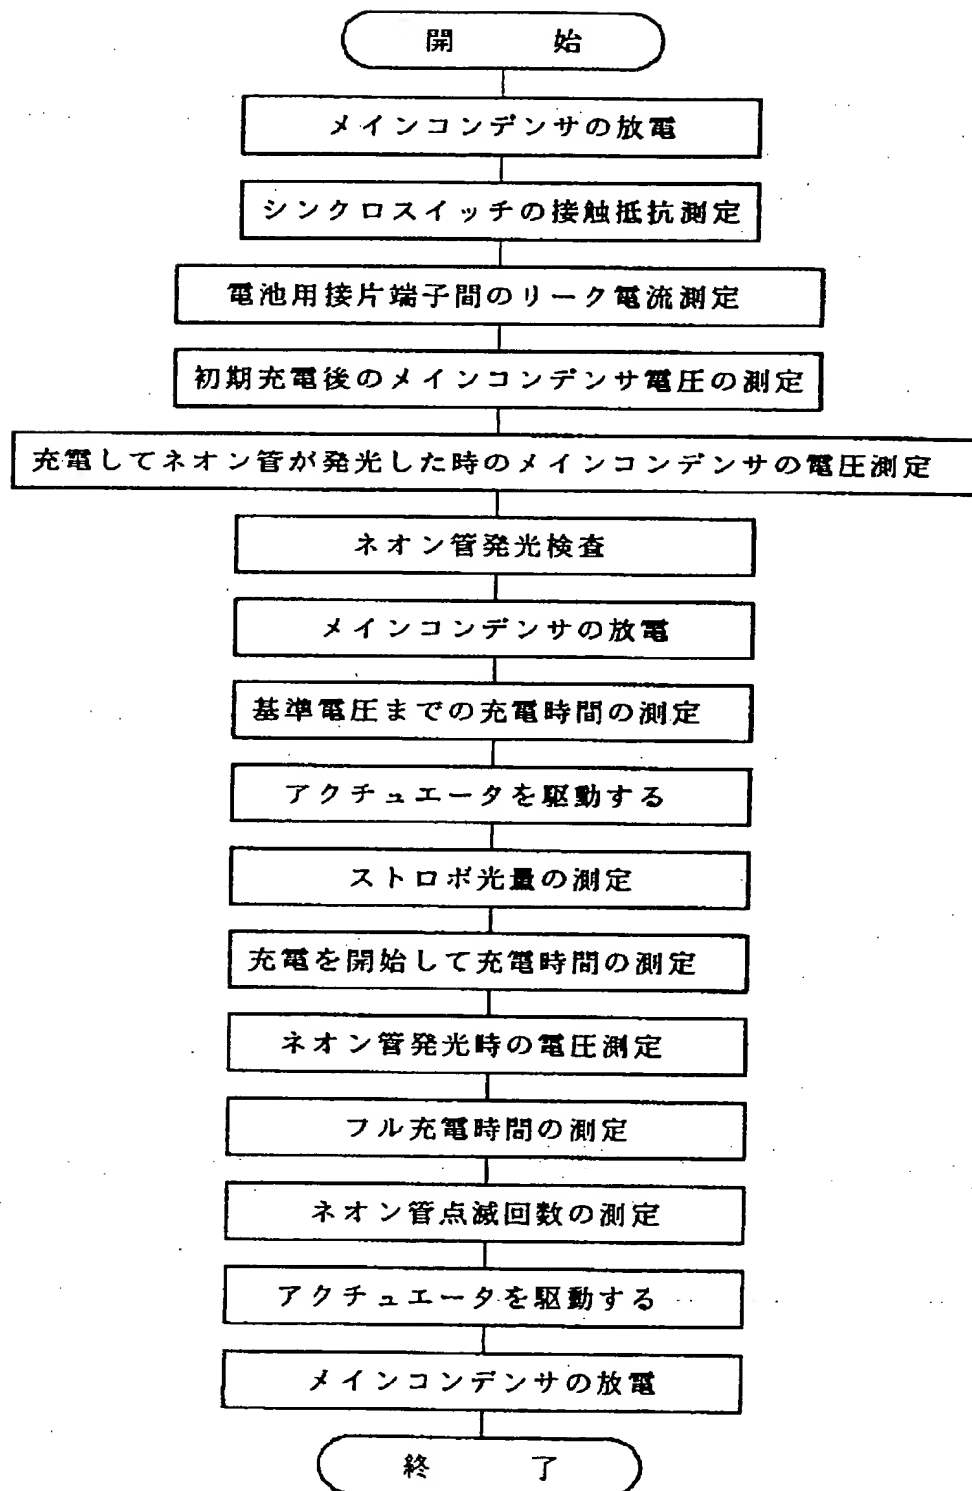 開始
メインコンデンサの放電
シンクロスイッチの接触抵抗測定
電池用接片端子間のリーク電流測定
初期充電後のメインコンデンサ電圧の測定
充電してネオン管が発光した時のメインコンデンサの電圧測定
ネオン管発光検査
メインコンデンサの放電
基準電圧までの充電時間の測定
アクチュエータを駆動する
ストロボ光量の測定
充電を開始して充電時間の測定
ネオン管発光時の電圧測定
フル充電時間の測定
ネオン管点滅回数の測定
アクチュエータを駆動する
メインコンデンサの放電
終了